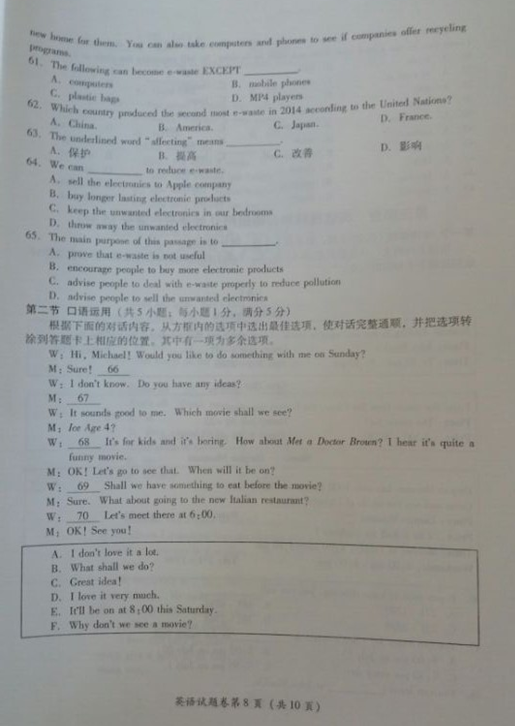 new home for them. You can also take computers and phones to see if companies offer recycling
programs.
61. The following can become e-waste EXCEPT ________.
A. computers B. mobile phones
C. plastic bags D. MP4 players
62. Which country produced the second most e-waste in 2014 according to the United Nations?
A. China. B. America. C. Japan. D. France.
63. The underlined word "affecting" means ________.
A. 保护 B. 提高 C. 改善 D. 影响
64. We can ________ to reduce e-waste.
A. sell the electronics to Apple company
B. buy longer lasting electronic products
C. keep the unwanted electronics in our bedrooms
D. throw away the unwanted electronics
65. The main purpose of this passage is to ________.
A. prove that e-waste is not useful
B. encourage people to buy more electronic products
C. advise people to deal with e-waste properly to reduce pollution
D. advise people to sell the unwanted electronics
第二节 口语运用（共5小题；每小题1分，满分5分）
根据下面的对话内容，从方框内的选项中选出最佳选项，使对话完整通顺，并把选项转
涂到答题卡上相应的位置。其中有一项为多余选项。
W: Hi, Michael! Would you like to do something with me on Sunday?
M: Sure! 66
W: I don't know. Do you have any ideas?
M: 67
W: It sounds good to me. Which movie shall we see?
M: Ice Age 4?
W: 68 It's for kids and it's boring. How about Met a Doctor Brown? I hear it's quite a
funny movie.
M: OK! Let's go to see that. When will it be on?
W: 69 Shall we have something to eat before the movie?
M: Sure. What about going to the new Italian restaurant?
W: 70 Let's meet there at 6:00.
M: OK! See you!
A. I don't love it a lot.
B. What shall we do?
C. Great idea!
D. I love it very much.
E. It'll be on at 8:00 this Saturday.
F. Why don't we see a movie?
英语试题卷第8页（共10页）